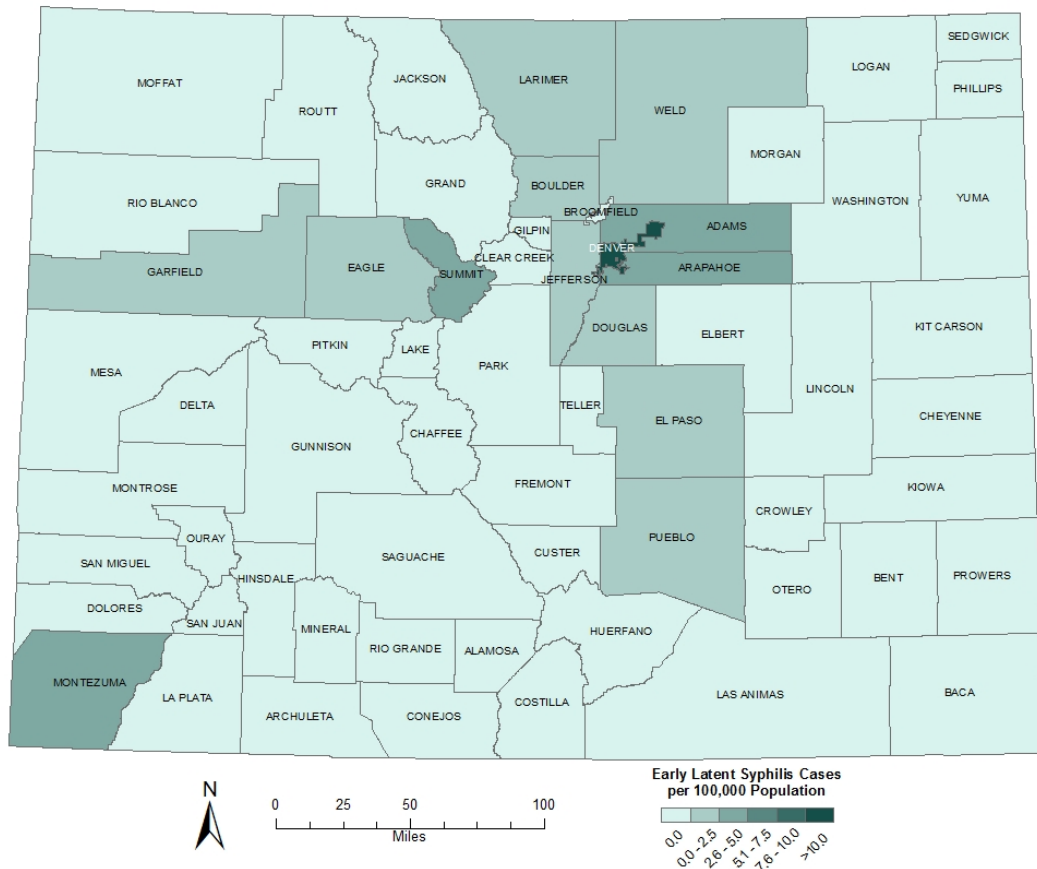 SEDGWICK
LOGAN
JACKSON
LARIMER
MOFFAT
PHILLIPS
ROUTT
WELD
MORGAN
GRAND
BOULDER
YUMA
WASHINGTON
RIO BLANCO
BROOMFIELD
GILPIN
ADAMS
DENVER
CLEAR CREEK
EAGLE
ARAPAHOE
GARFIELD
SUMMIT
JEFFERSON
DOUGLAS
KIT CARSON
ELBERT
PITKIN
LAKE
PARK
MESA
LINCOLN
DELTA
TELLER
CHEYENNE
EL PASO
CHAFFEE
GUNNISON
FREMONT
MONTROSE
KIOWA
CROWLEY
OURAY
PUEBLO
CUSTER
SAGUACHE
SAN MIGUEL
BENT
PROWERS
HINSDALE
OTERO
DOLORES
SAN JUAN
MINERAL
HUERFANO
RIO GRANDE
ALAMOSA
MONTEZUMA
LA PLATA
LAS ANIMAS
BACA
COSTILLA
ARCHULETA
CONEJOS
N
0 25 50 100
Miles
Early Latent Syphilis Cases
per 100,000 Population
0.0
0.0 - 2.5
2.6 - 5.0
5.1 - 7.5
7.6 - 10.0
>10.0